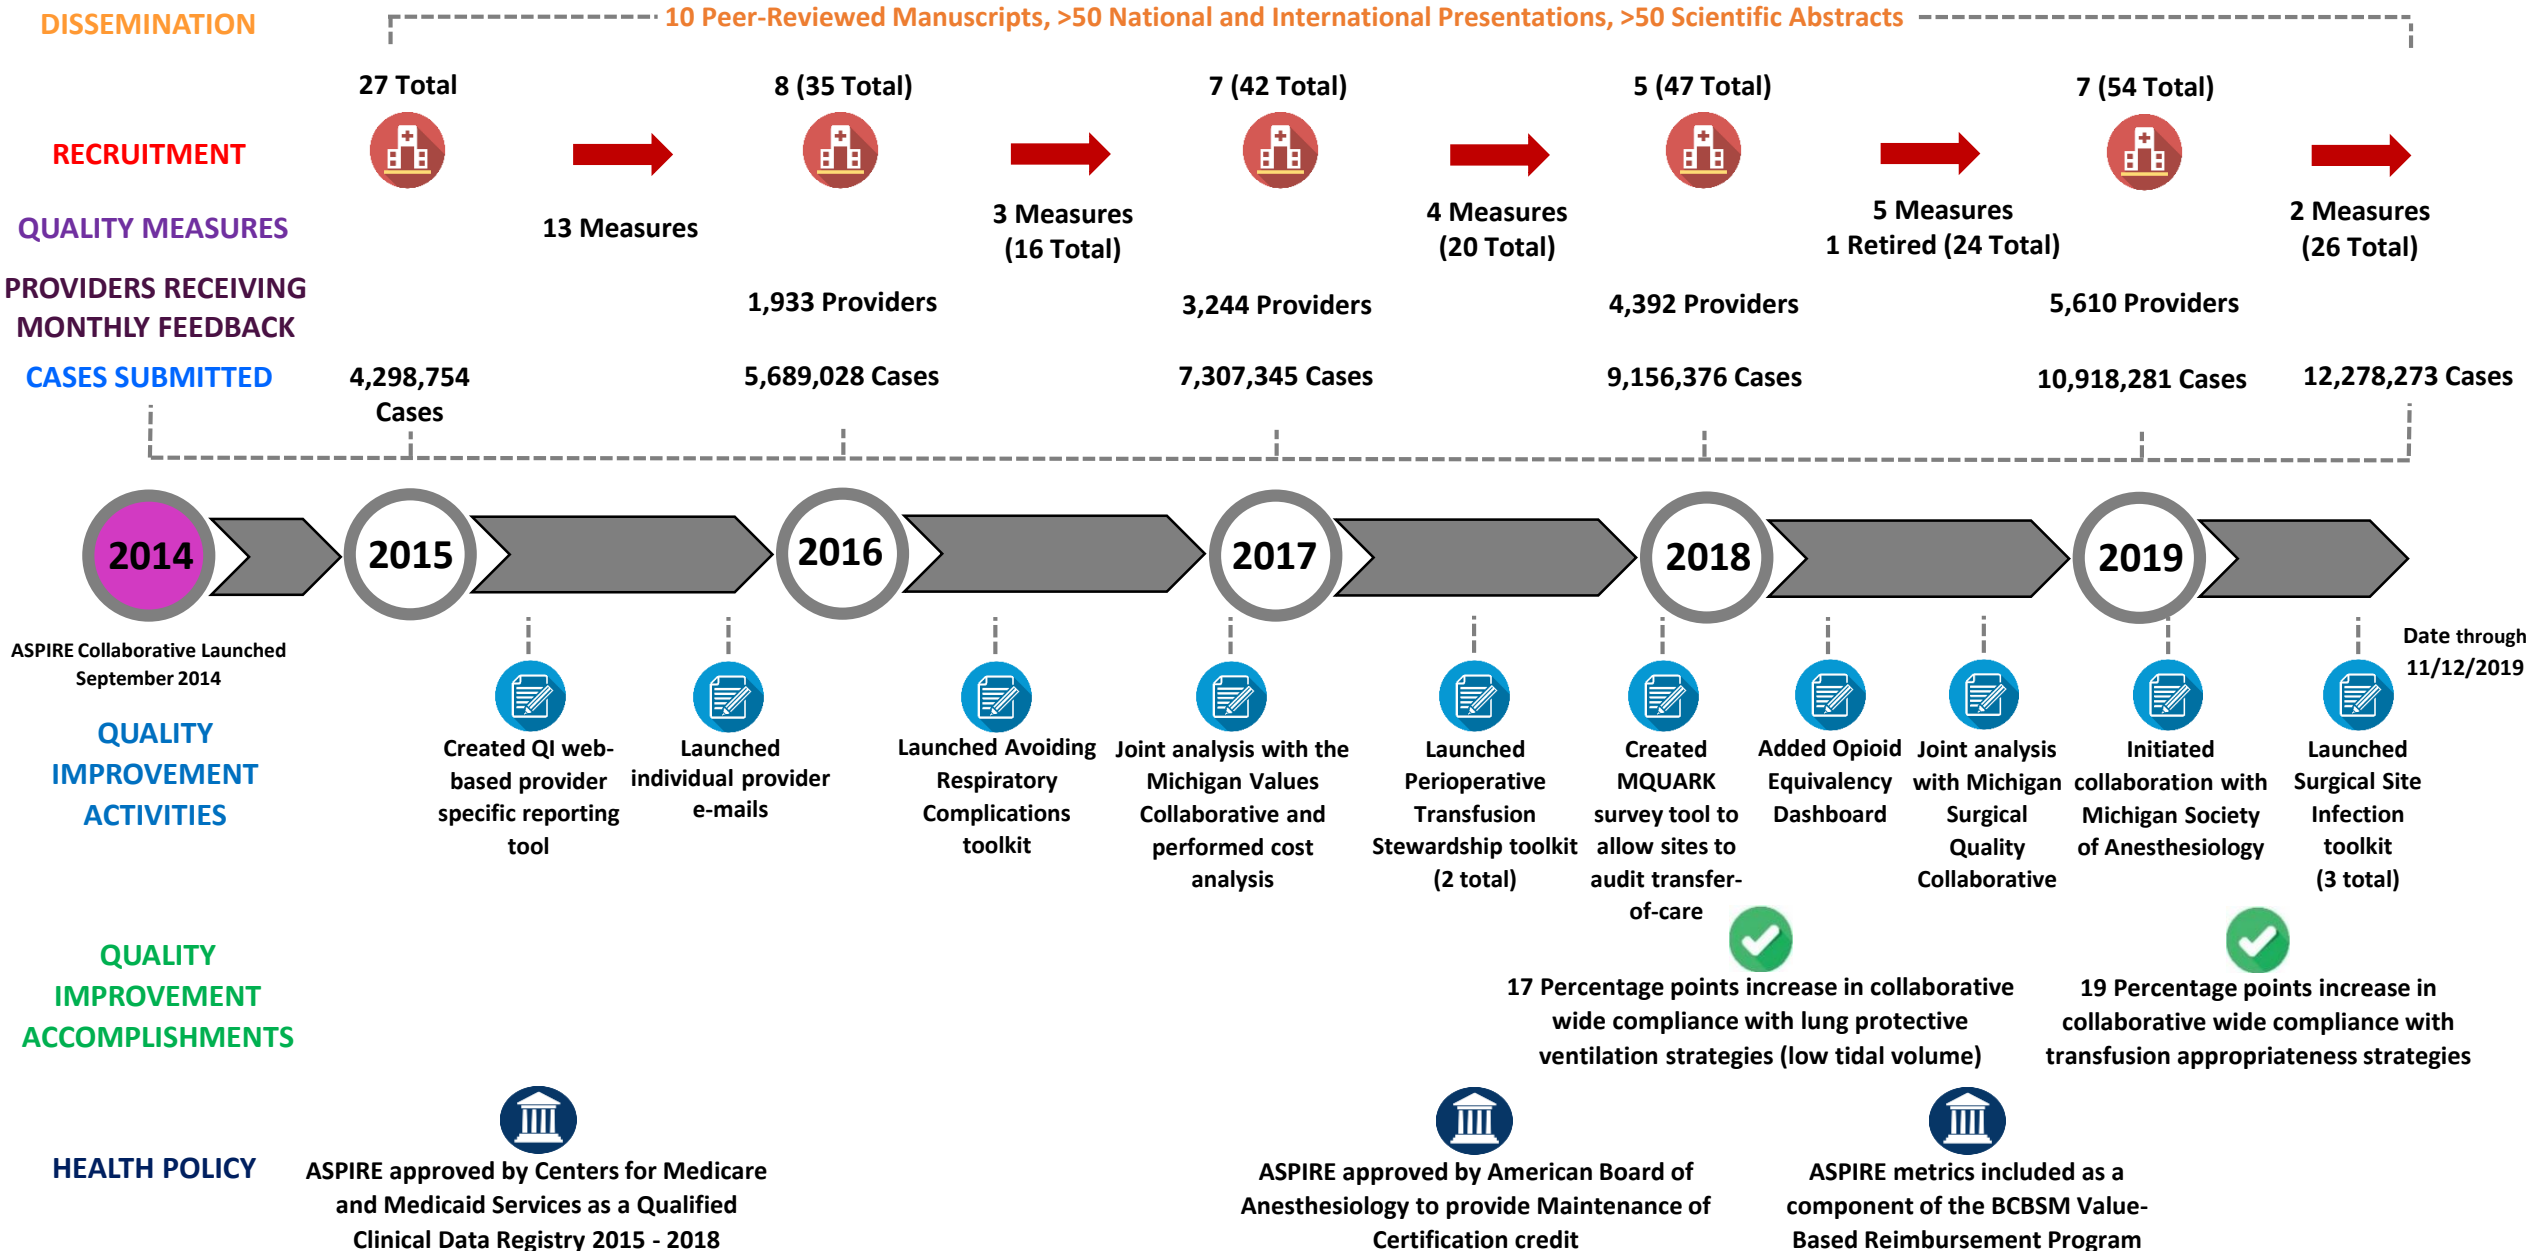 DISSEMINATION
10 Peer-Reviewed Manuscripts, >50 National and International Presentations, >50 Scientific Abstracts
27 Total
8 (35 Total)
7 (42 Total)
5 (47 Total)
7 (54 Total)
RECRUITMENT
QUALITY MEASURES
13 Measures
3 Measures
(16 Total)
4 Measures
(20 Total)
5 Measures
1 Retired (24 Total)
2 Measures
(26 Total)
PROVIDERS RECEIVING
MONTHLY FEEDBACK
1,933 Providers
3,244 Providers
4,392 Providers
5,610 Providers
CASES SUBMITTED
4,298,754
Cases
5,689,028 Cases
7,307,345 Cases
9,156,376 Cases
10,918,281 Cases
12,278,273 Cases
2014
2015
2016
2017
2018
2019
ASPIRE Collaborative Launched
September 2014
Date through
11/12/2019
QUALITY
IMPROVEMENT
ACTIVITIES
Created QI web-
based provider
specific reporting
tool
Launched
individual provider
e-mails
Launched Avoiding
Respiratory
Complications
toolkit
Joint analysis with the
Michigan Values
Collaborative and
performed cost
analysis
Launched
Perioperative
Transfusion
Stewardship toolkit
(2 total)
Created
MQUARK
survey tool to
allow sites to
audit transfer-
of-care
Added Opioid
Equivalency
Dashboard
Joint analysis
with Michigan
Surgical
Quality
Collaborative
Initiated
collaboration with
Michigan Society
of Anesthesiology
Launched
Surgical Site
Infection
toolkit
(3 total)
QUALITY
IMPROVEMENT
ACCOMPLISHMENTS
17 Percentage points increase in collaborative
wide compliance with lung protective
ventilation strategies (low tidal volume)
19 Percentage points increase in
collaborative wide compliance with
transfusion appropriateness strategies
HEALTH POLICY
ASPIRE approved by Centers for Medicare
and Medicaid Services as a Qualified
Clinical Data Registry 2015 - 2018
ASPIRE approved by American Board of
Anesthesiology to provide Maintenance of
Certification credit
ASPIRE metrics included as a
component of the BCBSM Value-
Based Reimbursement Program